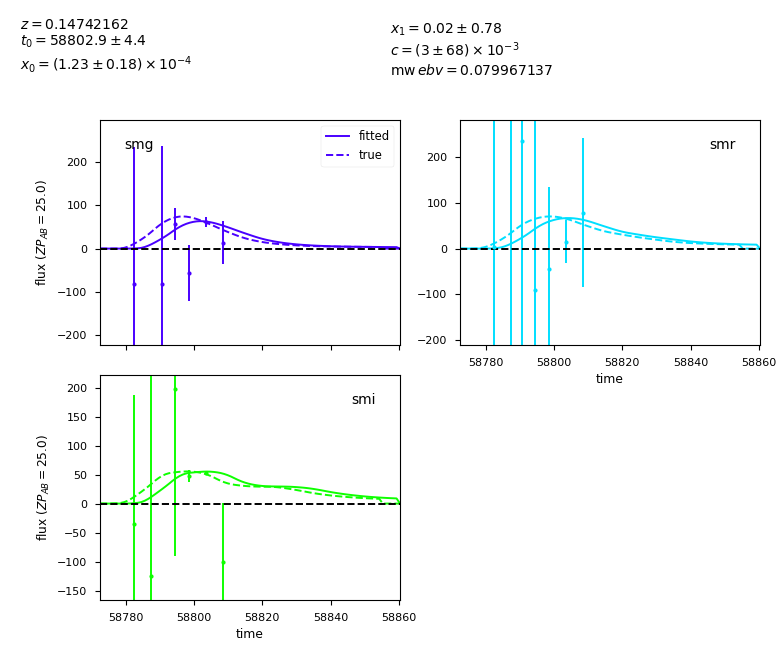 z = 0.14742162
t₀ = 58802.9 ± 4.4
x₀ = (1.23 ± 0.18) × 10⁻⁴
x₁ = 0.02 ± 0.78
c = (3 ± 68) × 10⁻³
mw ebv = 0.079967137
smg
fitted
true
200
100
0
−100
−200
flux (ZP_AB = 25.0)
smr
200
100
0
−100
−200
58780 58800 58820 58840 58860
time
smi
200
150
100
50
0
−50
−100
−150
flux (ZP_AB = 25.0)
58780 58800 58820 58840 58860
time